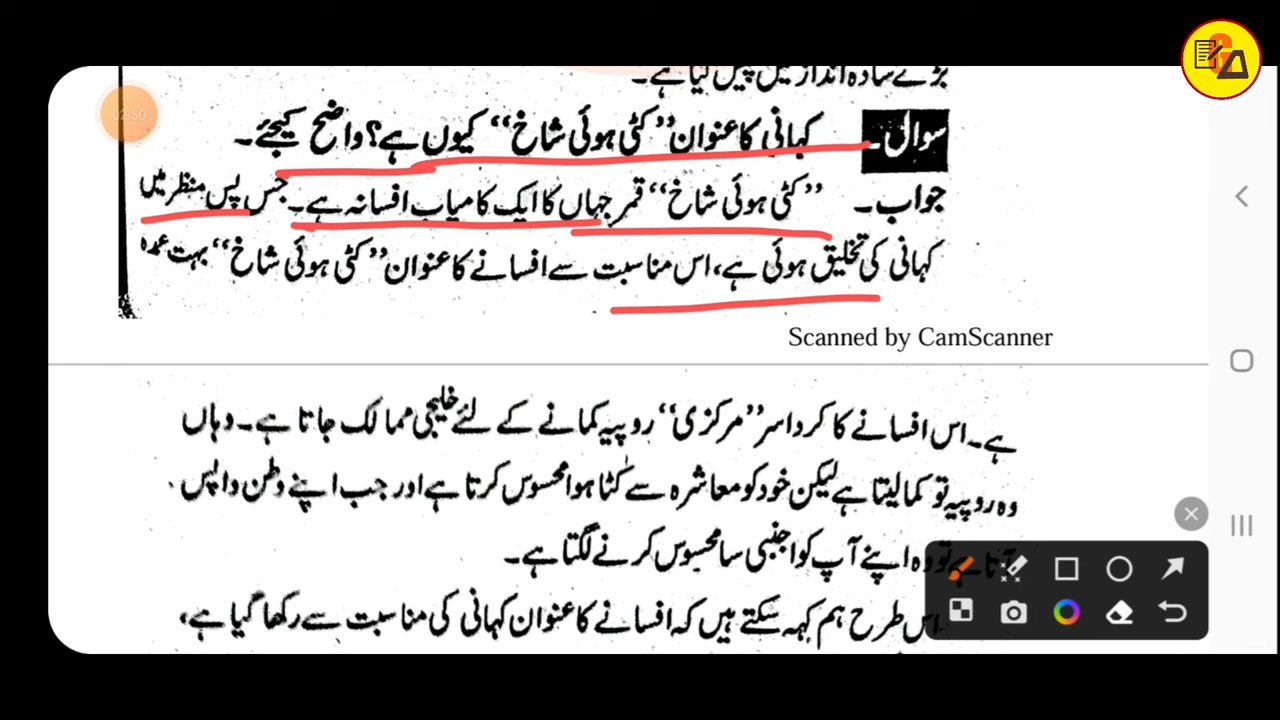 بڑے سادہ انداز میں پیش کیا ہے۔
02:50
سوال۔ کہانی کا عنوان ”کٹی ہوئی شاخ“ کیوں ہے؟ واضح کیجئے۔
جواب۔ ”کٹی ہوئی شاخ“ قمر جہاں کا ایک کامیاب افسانہ ہے۔ جس پس منظر میں
کہانی کی تخلیق ہوئی ہے، اس مناسبت سے افسانے کا عنوان ”کٹی ہوئی شاخ“ بہت عمدہ
Scanned by CamScanner
ہے۔ اس افسانے کا کردار سر ”مرکزی“ روپیہ کمانے کے لئے خلیجی ممالک جاتا ہے۔ وہاں
وہ روپیہ تو کمالیتا ہے لیکن خود کو معاشرہ سے کٹا ہوا محسوس کرتا ہے اور جب اپنے وطن واپس
آتا ہے تو وہ اپنے آپ کو اجنبی سا محسوس کرنے لگتا ہے۔
اس طرح ہم کہہ سکتے ہیں کہ افسانے کا عنوان کہانی کی مناسبت سے رکھا گیا ہے،